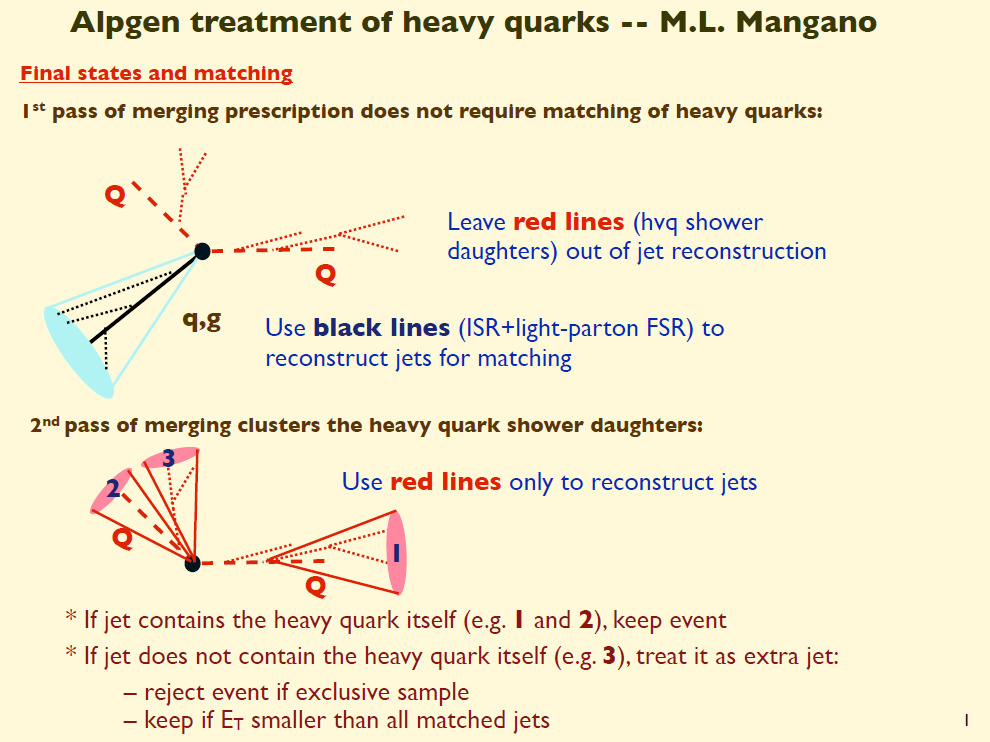 Alpgen treatment of heavy quarks -- M.L. Mangano
Final states and matching
1st pass of merging prescription does not require matching of heavy quarks:
Q
Leave red lines (hvq shower
daughters) out of jet reconstruction
Q
q,g
Use black lines (ISR+light-parton FSR) to
reconstruct jets for matching
2nd pass of merging clusters the heavy quark shower daughters:
3
2
Use red lines only to reconstruct jets
Q
1
Q
* If jet contains the heavy quark itself (e.g. 1 and 2), keep event
* If jet does not contain the heavy quark itself (e.g. 3), treat it as extra jet:
– reject event if exclusive sample
– keep if ET smaller than all matched jets
1